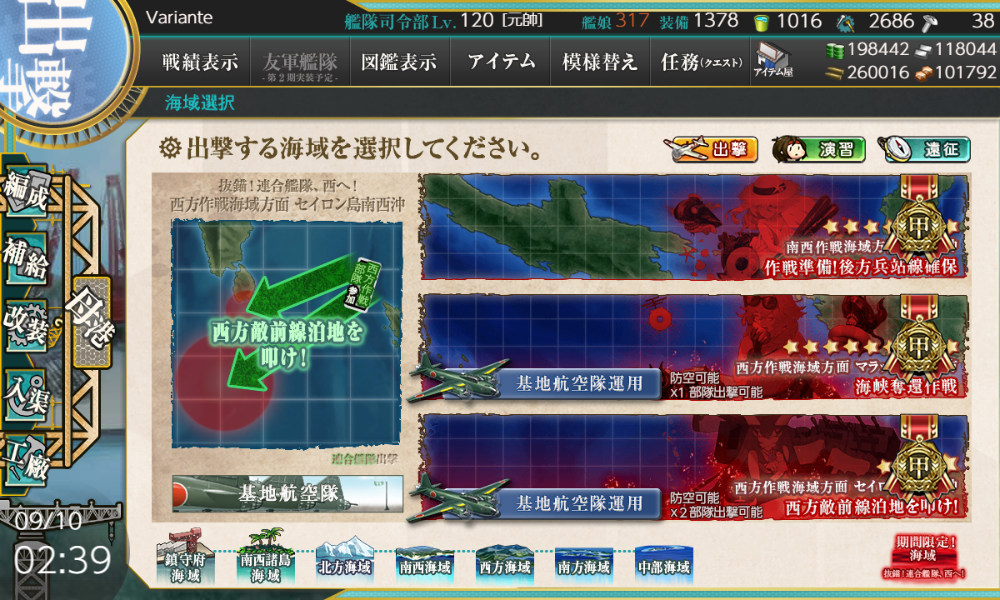 出撃
Variante
艦隊司令部Lv. 120 [元帥]
艦娘 317 装備 1378
1016
2686
38
戦績表示
友軍艦隊
- 第2期実装予定 -
図鑑表示
アイテム
模様替え
任務(クエスト)
アイテム屋
198442
118044
260016
101792
海域選択
出撃する海域を選択してください。
出撃
演習
遠征
編成
補給
改装
入渠
工廠
母港
抜錨!連合艦隊、西へ!
西方作戦海域方面 セイロン島南西沖
西方作戦
部隊
参加
西方敵前線泊地を
叩け!
連合艦隊出撃
基地航空隊
南西作戦海域方
作戦準備!後方兵站線確保
甲
西方作戦海域方面 マラ
海峡奪還作戦
甲
基地航空隊運用
防空可能
x1 部隊出撃可能
西方作戦海域方面 セイ
西方敵前線泊地を叩け!
甲
基地航空隊運用
防空可能
x2 部隊出撃可能
鎮守府
海域
南西諸島
海域
北方海域
南西海域
西方海域
南方海域
中部海域
期間限定!
海域
抜錨!連合艦隊、西へ!
09/10
02:39